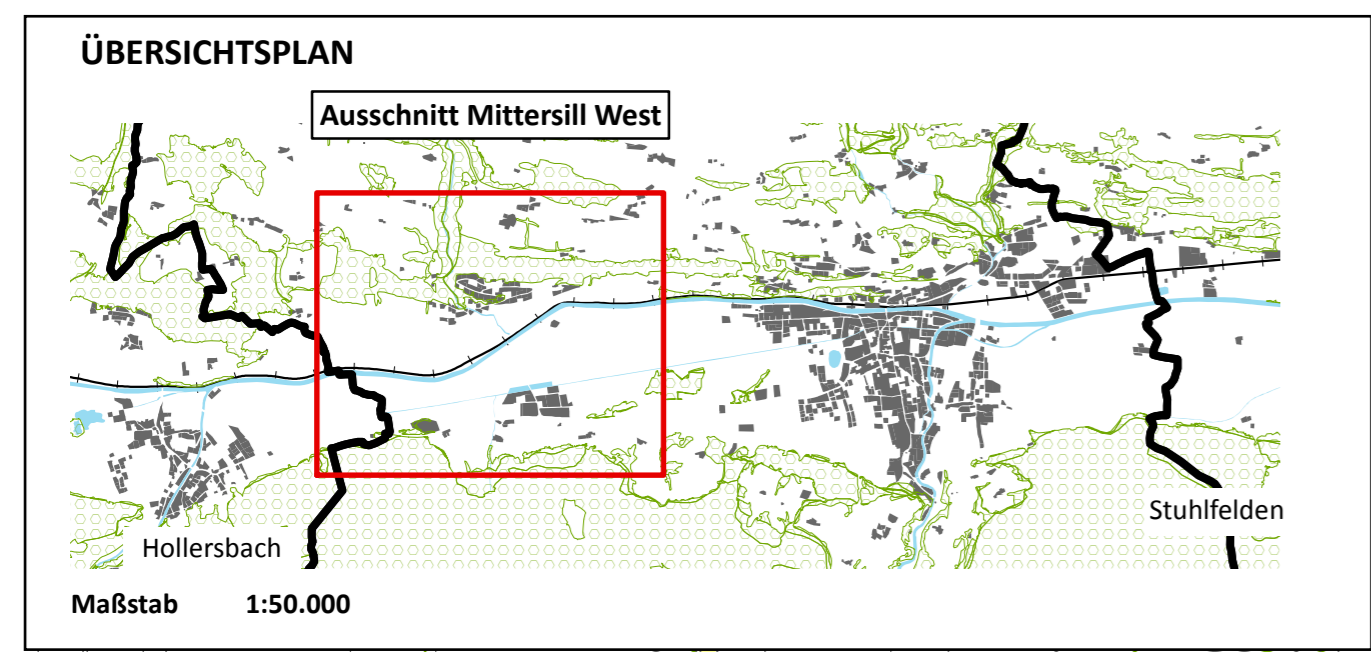 ÜBERSICHTSPLAN
Ausschnitt Mittersill West
Stuhlfelden
Hollersbach
Maßstab 1:50.000